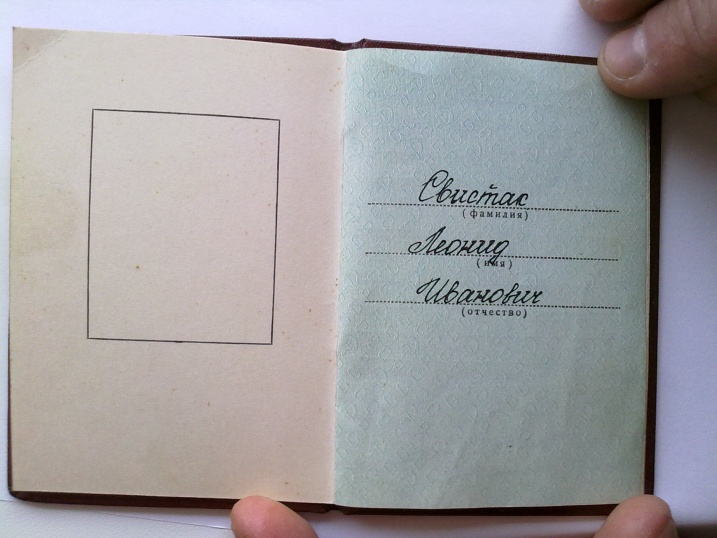 Свистак
(фамилия)
Леонид
(имя)
Иванович
(отчество)